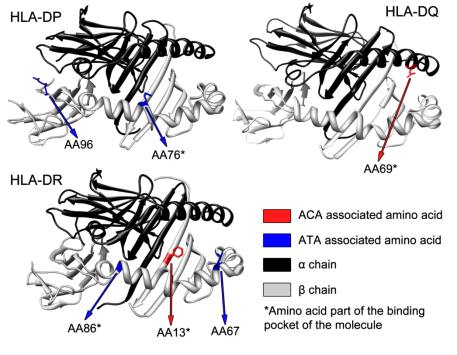 HLA-DP
HLA-DQ
AA96
AA76*
AA69*
HLA-DR
AA86*
AA13*
AA67
ACA associated amino acid
ATA associated amino acid
α chain
β chain
*Amino acid part of the binding
pocket of the molecule